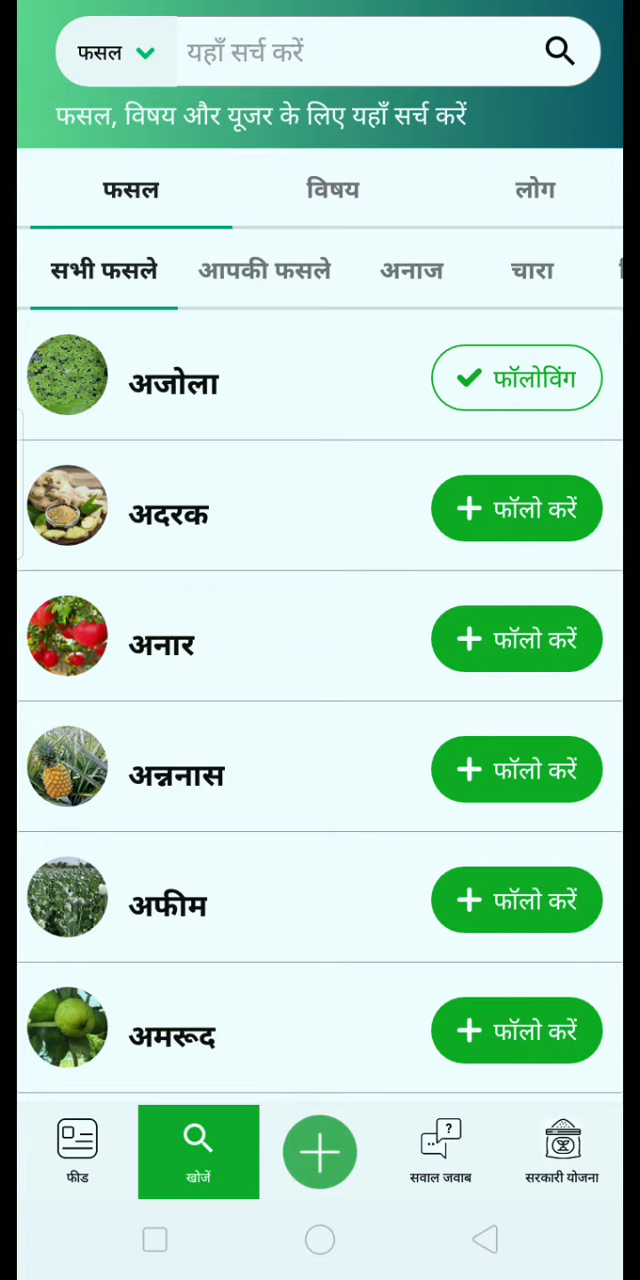 फसल यहाँ सर्च करें
फसल, विषय और यूजर के लिए यहाँ सर्च करें
फसल विषय लोग
सभी फसले आपकी फसले अनाज चारा
अजोला फॉलोविंग
अदरक फॉलो करें
अनार फॉलो करें
अन्ननास फॉलो करें
अफीम फॉलो करें
अमरूद फॉलो करें
फीड खोजें सवाल जवाब सरकारी योजना